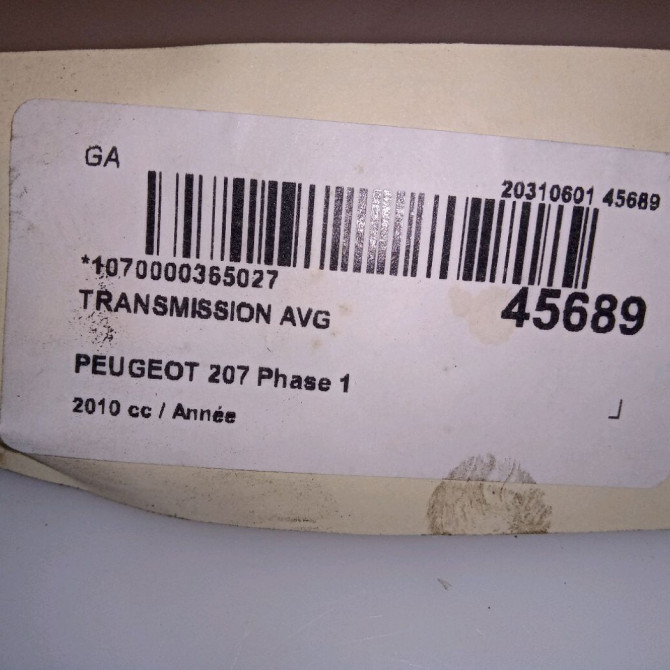 GA
20310601 45689
*1070000365027
45689
TRANSMISSION AVG
PEUGEOT 207 Phase 1
2010 cc / Année